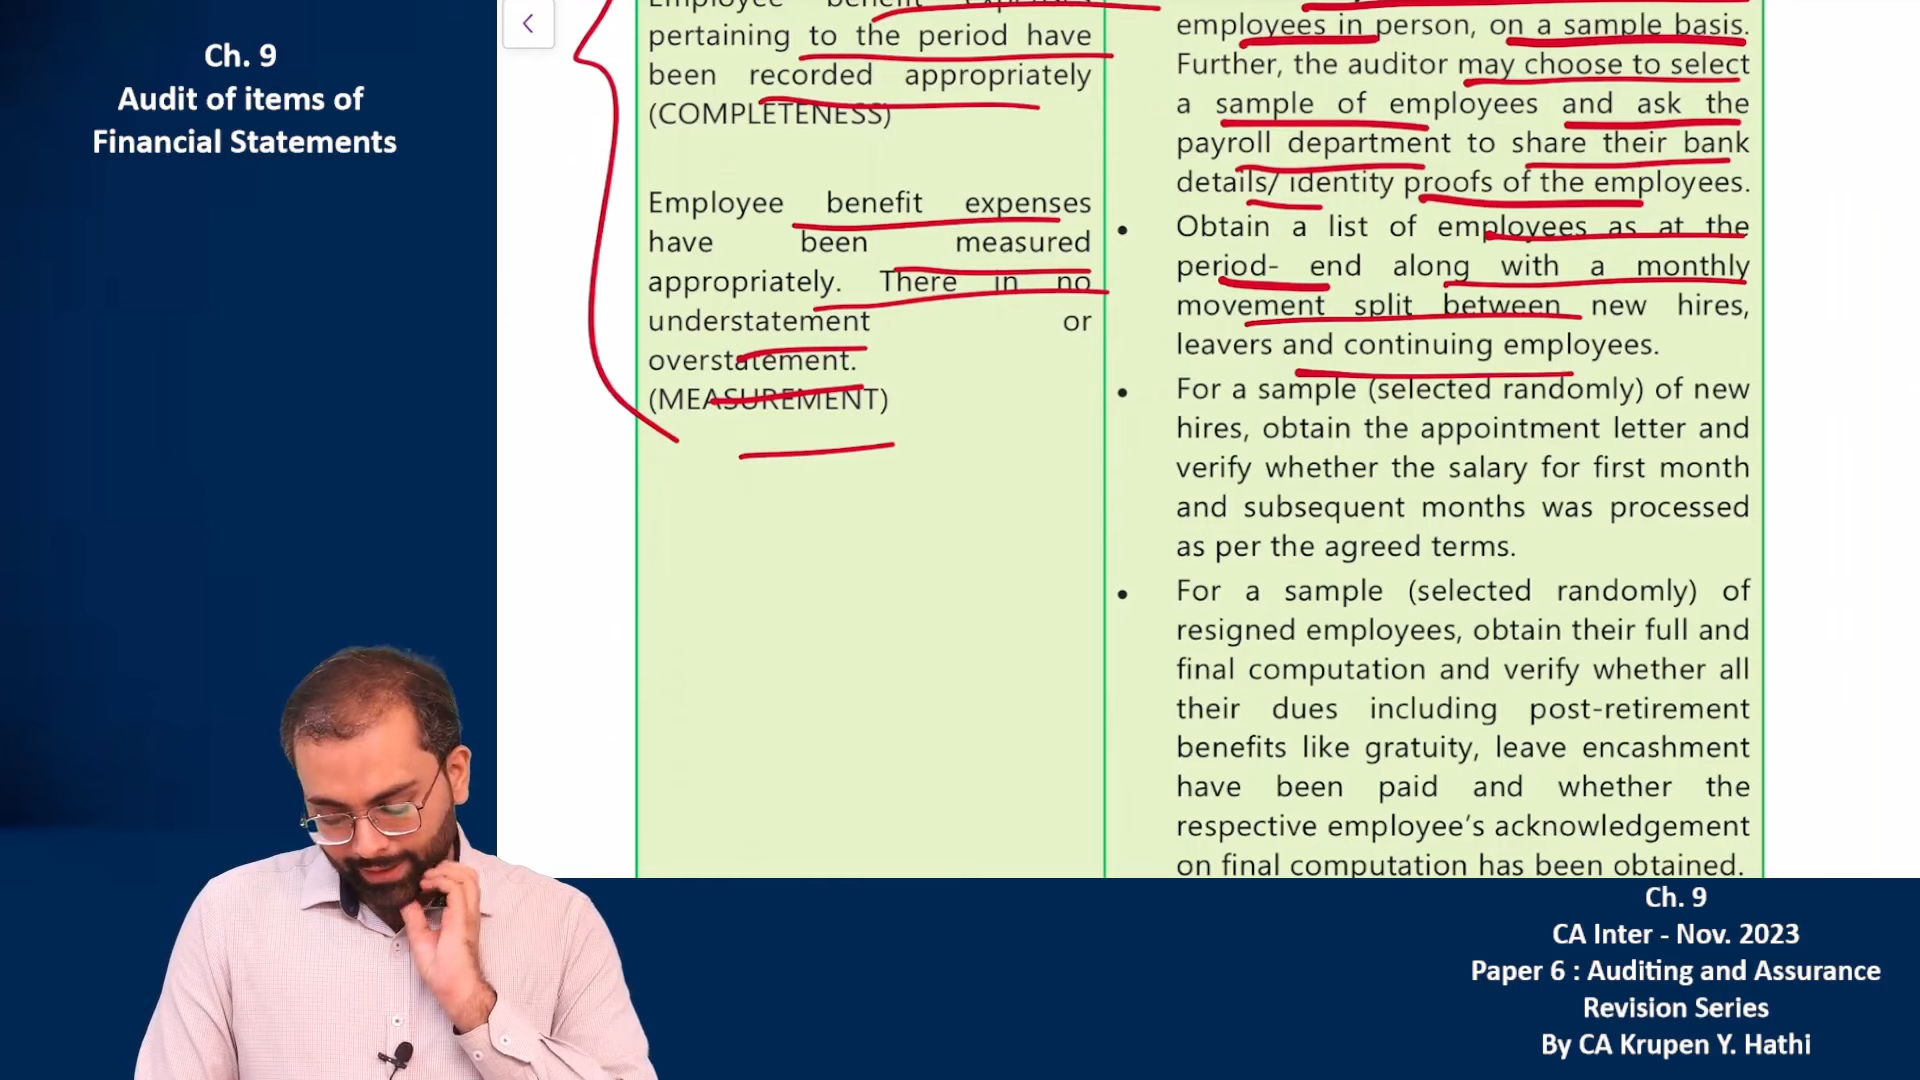 Ch. 9
Audit of items of
Financial Statements
Employee benefit expenses
pertaining to the period have
been recorded appropriately
(COMPLETENESS)
Employee benefit expenses
have been measured
appropriately. There in no
understatement or
overstatement.
(MEASUREMENT)
employees in person, on a sample basis.
Further, the auditor may choose to select
a sample of employees and ask the
payroll department to share their bank
details/ identity proofs of the employees.
• Obtain a list of employees as at the
period- end along with a monthly
movement split between new hires,
leavers and continuing employees.
• For a sample (selected randomly) of new
hires, obtain the appointment letter and
verify whether the salary for first month
and subsequent months was processed
as per the agreed terms.
• For a sample (selected randomly) of
resigned employees, obtain their full and
final computation and verify whether all
their dues including post-retirement
benefits like gratuity, leave encashment
have been paid and whether the
respective employee's acknowledgement
on final computation has been obtained.
Ch. 9
CA Inter - Nov. 2023
Paper 6 : Auditing and Assurance
Revision Series
By CA Krupen Y. Hathi